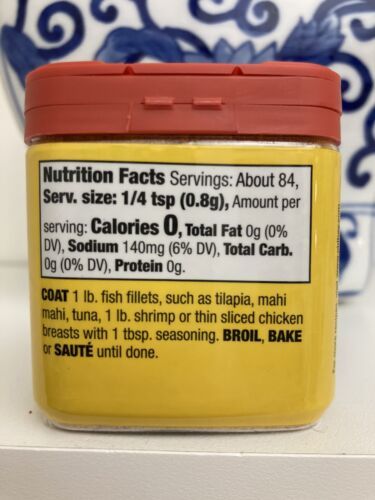 Nutrition Facts Servings: About 84,
Serv. size: 1/4 tsp (0.8g), Amount per
serving: Calories 0, Total Fat 0g (0%
DV), Sodium 140mg (6% DV), Total Carb.
0g (0% DV), Protein 0g.
COAT 1 lb. fish fillets, such as tilapia, mahi
mahi, tuna, 1 lb. shrimp or thin sliced chicken
breasts with 1 tbsp. seasoning. BROIL, BAKE
or SAUTÉ until done.